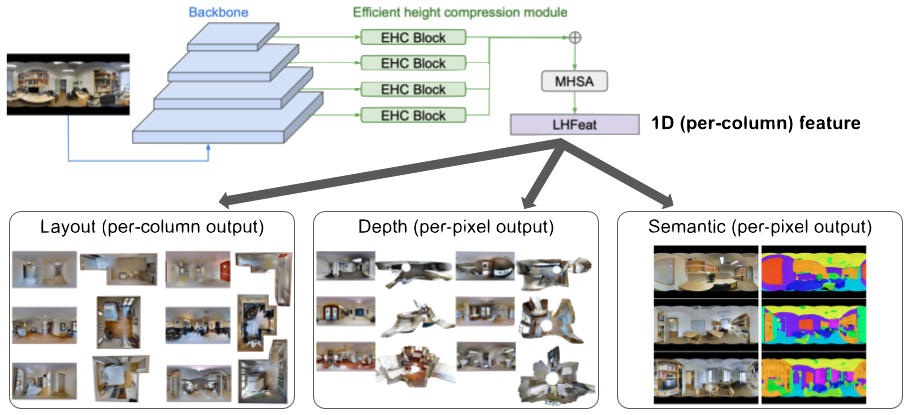 Backbone
Efficient height compression module
EHC Block
EHC Block
EHC Block
EHC Block
MHSA
LHFeat
1D (per-column) feature
Layout (per-column output)
Depth (per-pixel output)
Semantic (per-pixel output)